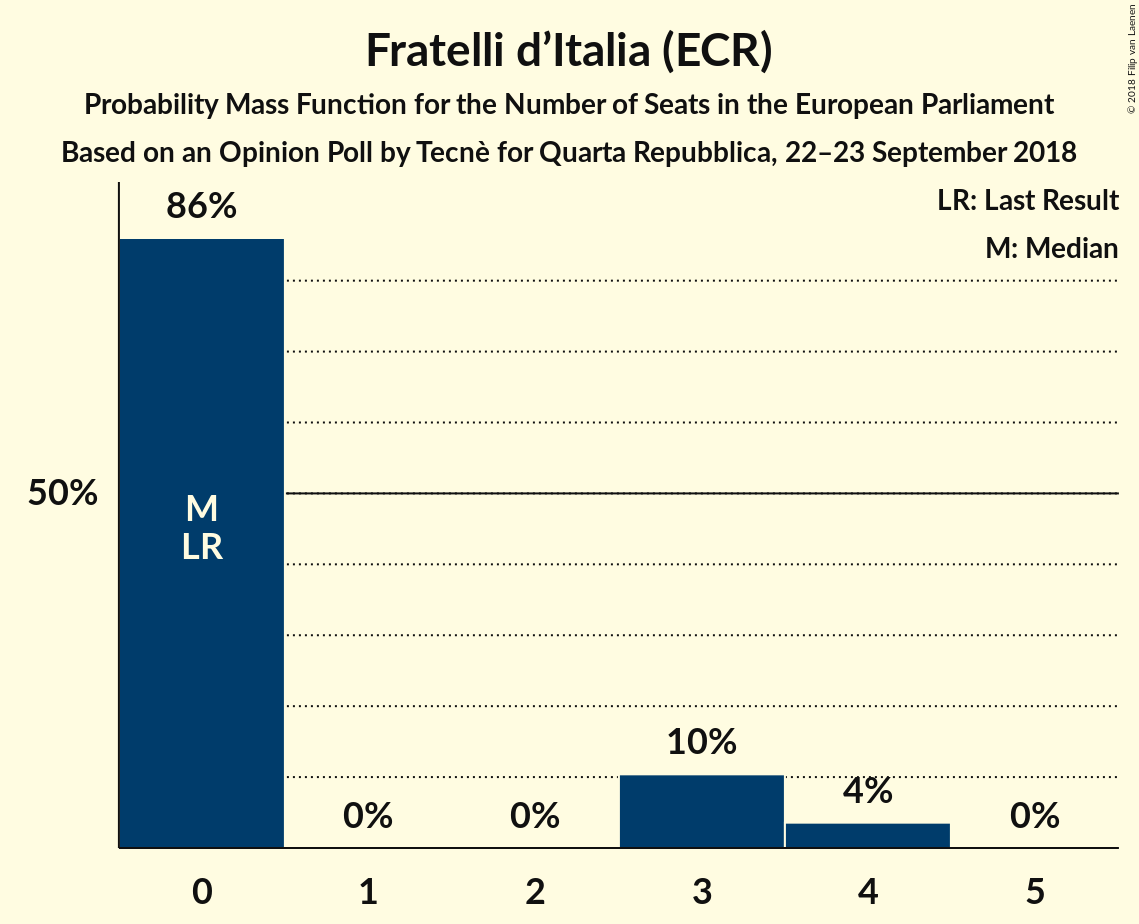 Fratelli d’Italia (ECR)
Probability Mass Function for the Number of Seats in the European Parliament
Based on an Opinion Poll by Tecnè for Quarta Repubblica, 22–23 September 2018
© 2018 Filip van Laenen
LR: Last Result
M: Median
86%
50%
M
LR
10%
4%
0%
0%
0%
0
1
2
3
4
5